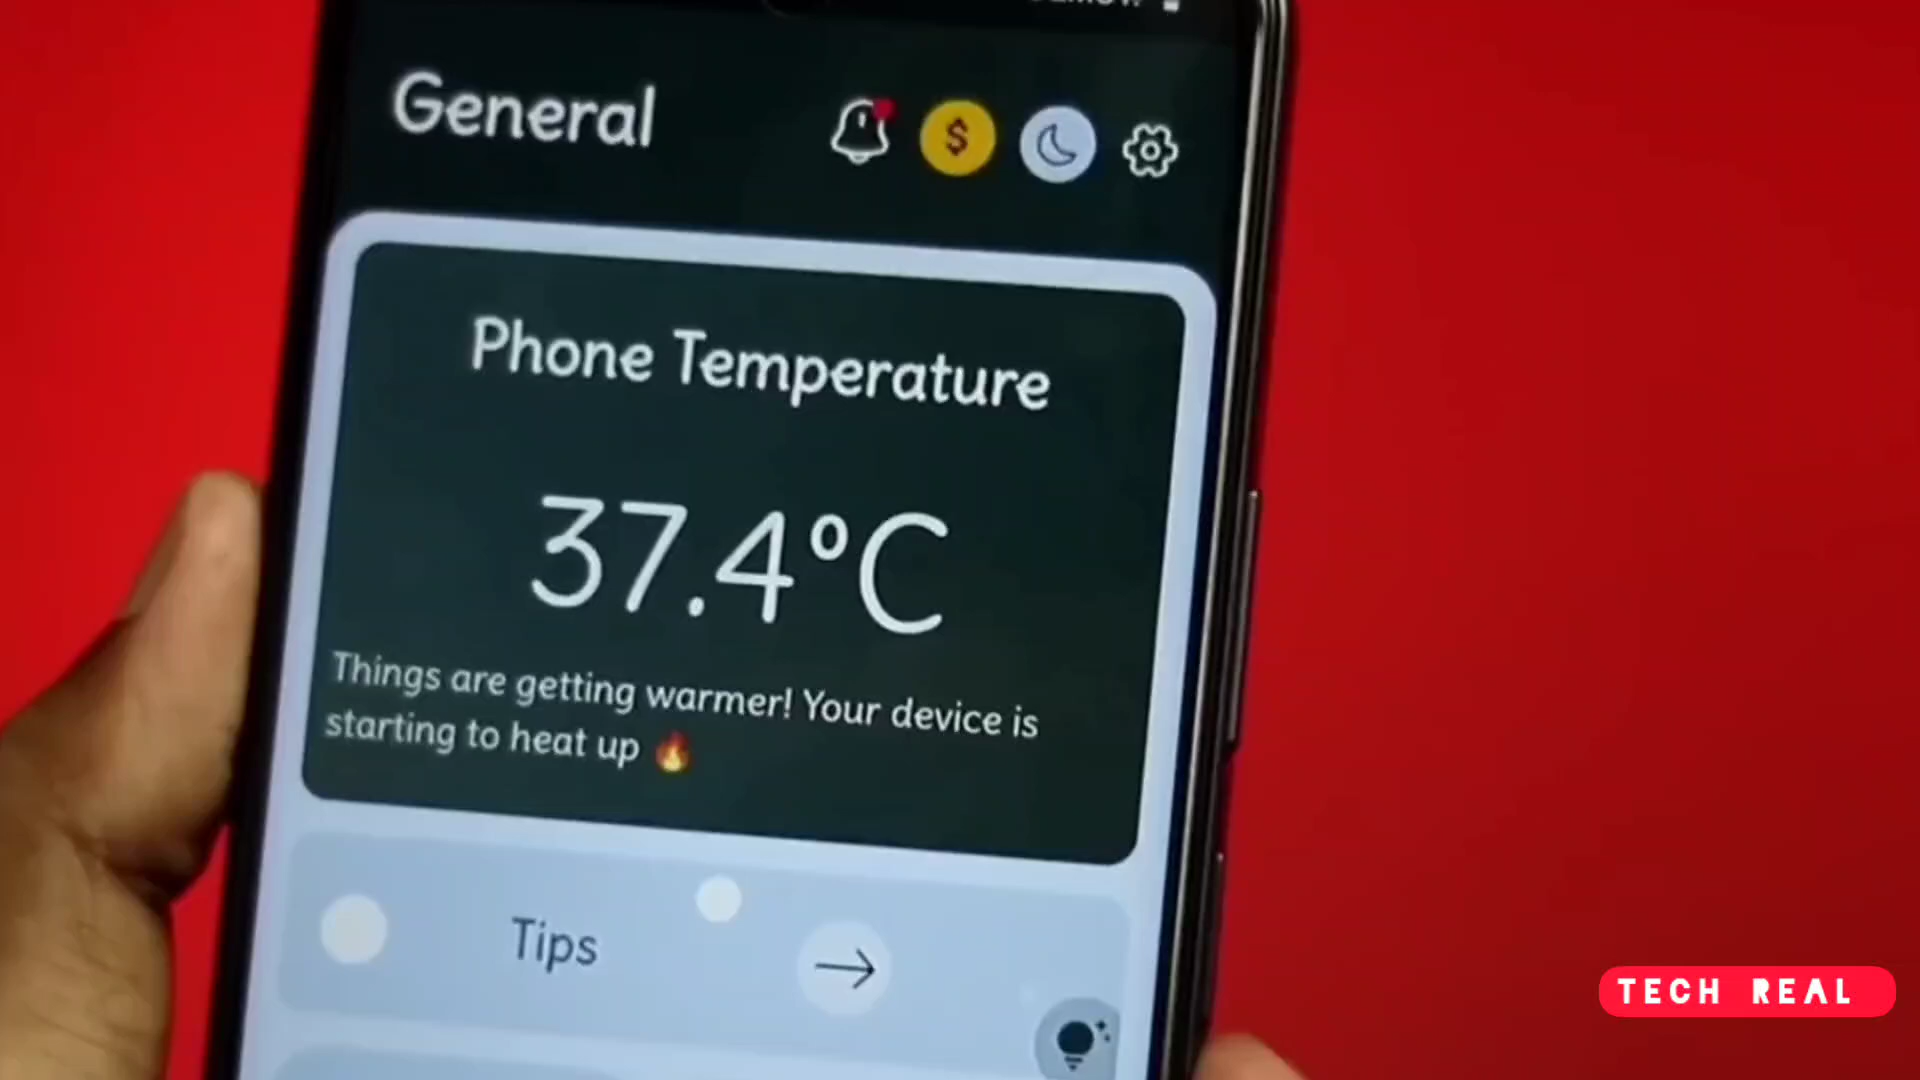 General
$
Phone Temperature
37.4°C
Things are getting warmer! Your device is
starting to heat up 🔥
Tips
TECH REAL